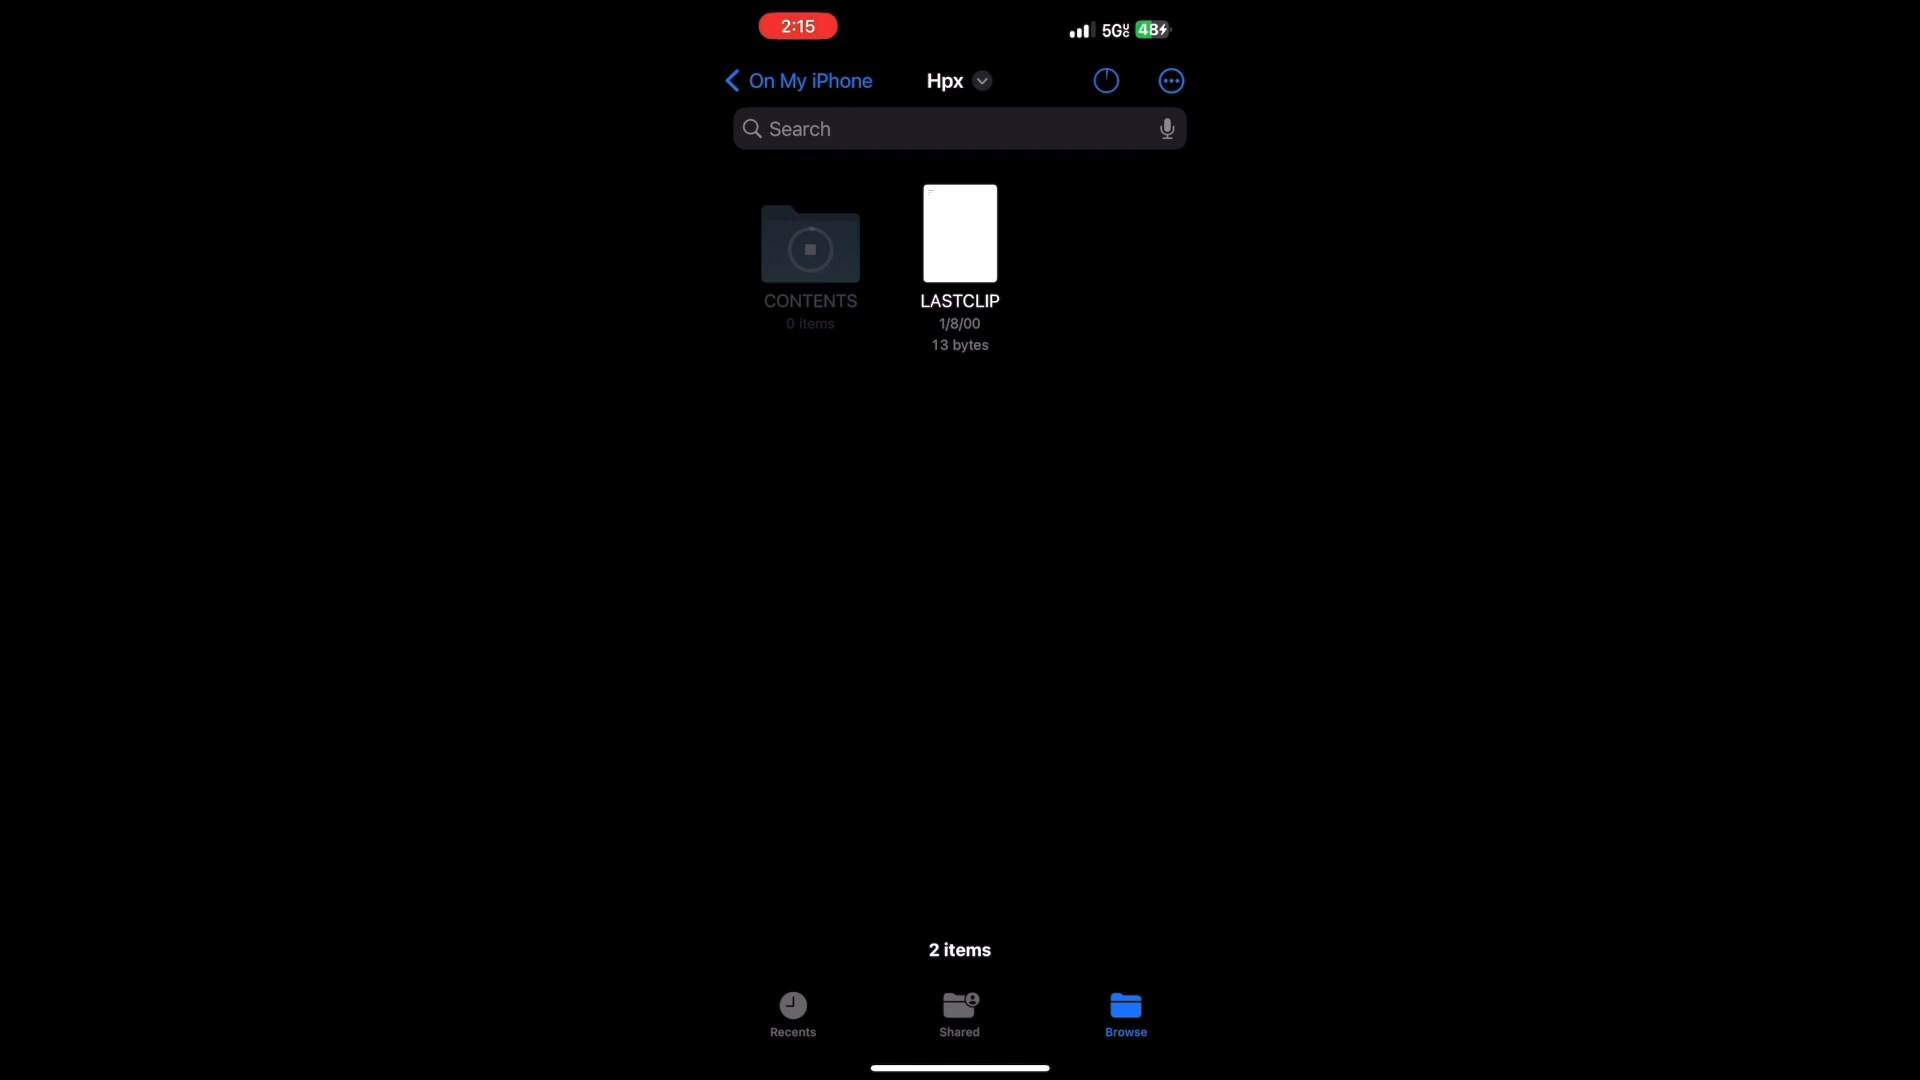 2:15
5Gᵁc 48
On My iPhone
Hpx
Search
CONTENTS
0 items
LASTCLIP
1/8/00
13 bytes
2 items
Recents
Shared
Browse